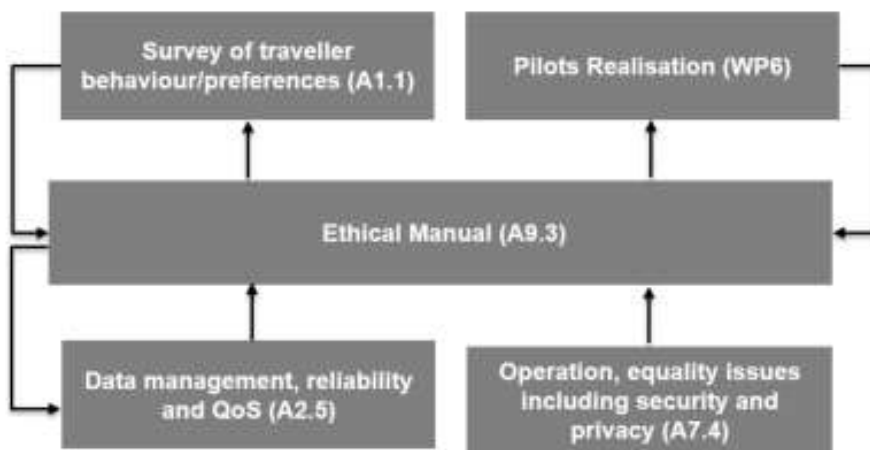 Survey of traveller
behaviour/preferences (A1.1)
Pilots Realisation (WP6)
Ethical Manual (A9.3)
Data management, reliability
and QoS (A2.5)
Operation, equality issues
including security and
privacy (A7.4)